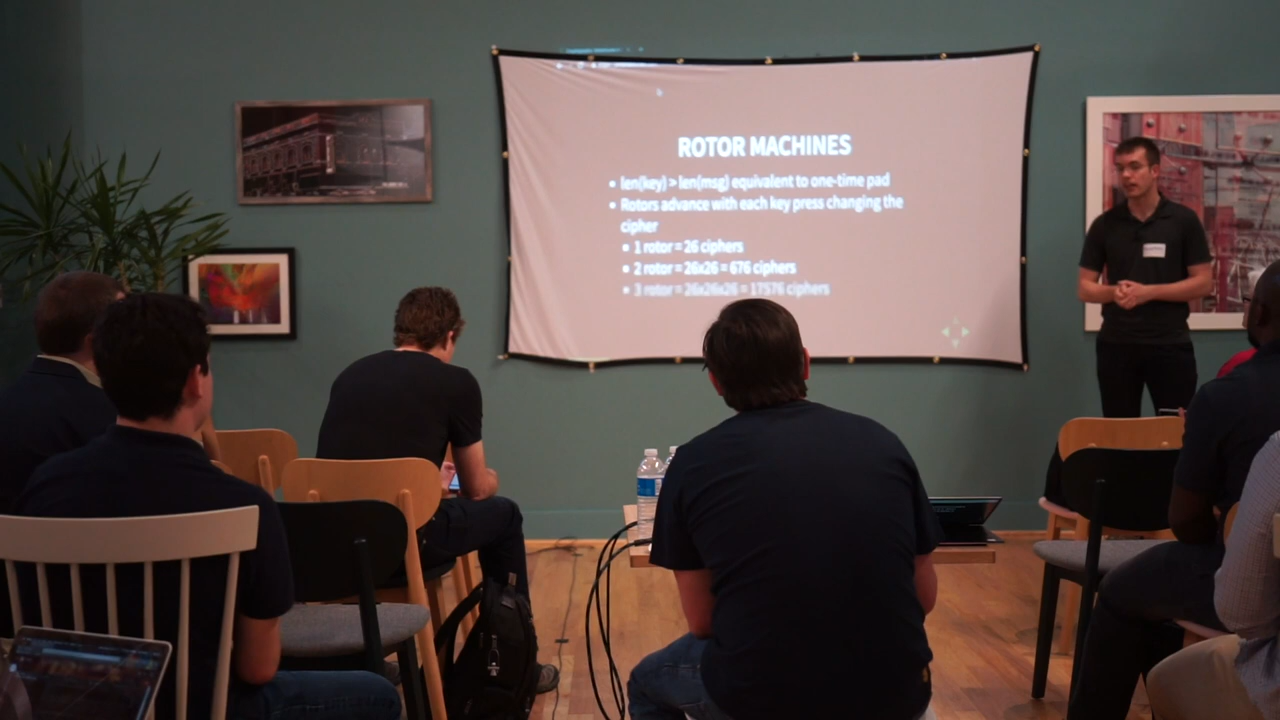 ROTOR MACHINES
• len(key) > len(msg) equivalent to one-time pad
• Rotors advance with each key press changing the
cipher
• 1 rotor = 26 ciphers
• 2 rotor = 26x26 = 676 ciphers
• 3 rotor = 26x26x26 = 17576 ciphers